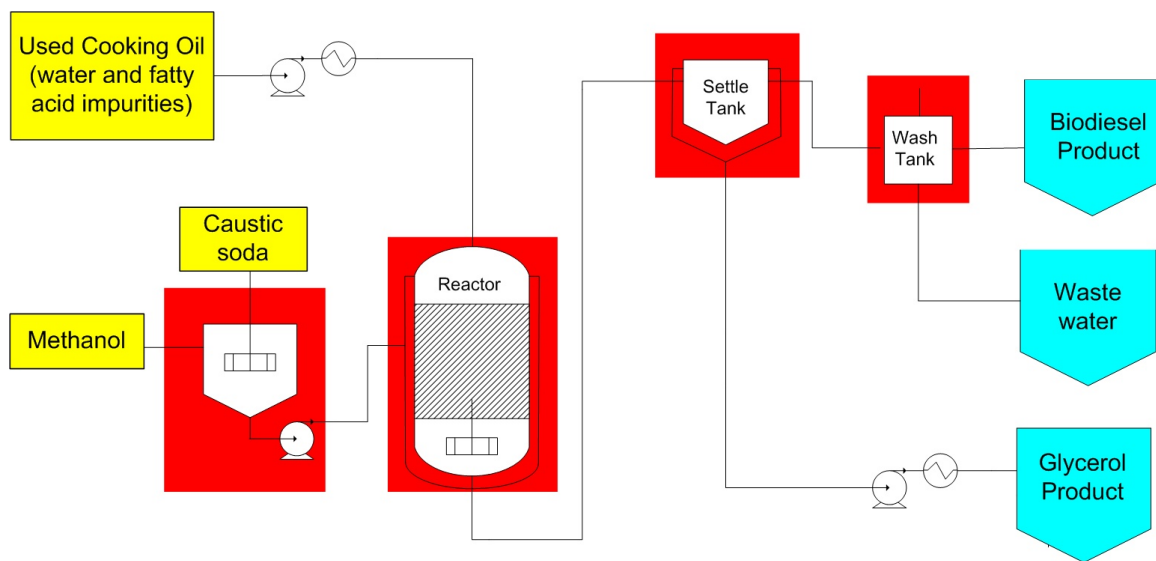 Used Cooking Oil
(water and fatty
acid impurities)
Settle
Tank
Wash
Tank
Biodiesel
Product
Caustic
soda
Reactor
Methanol
Waste
water
Glycerol
Product